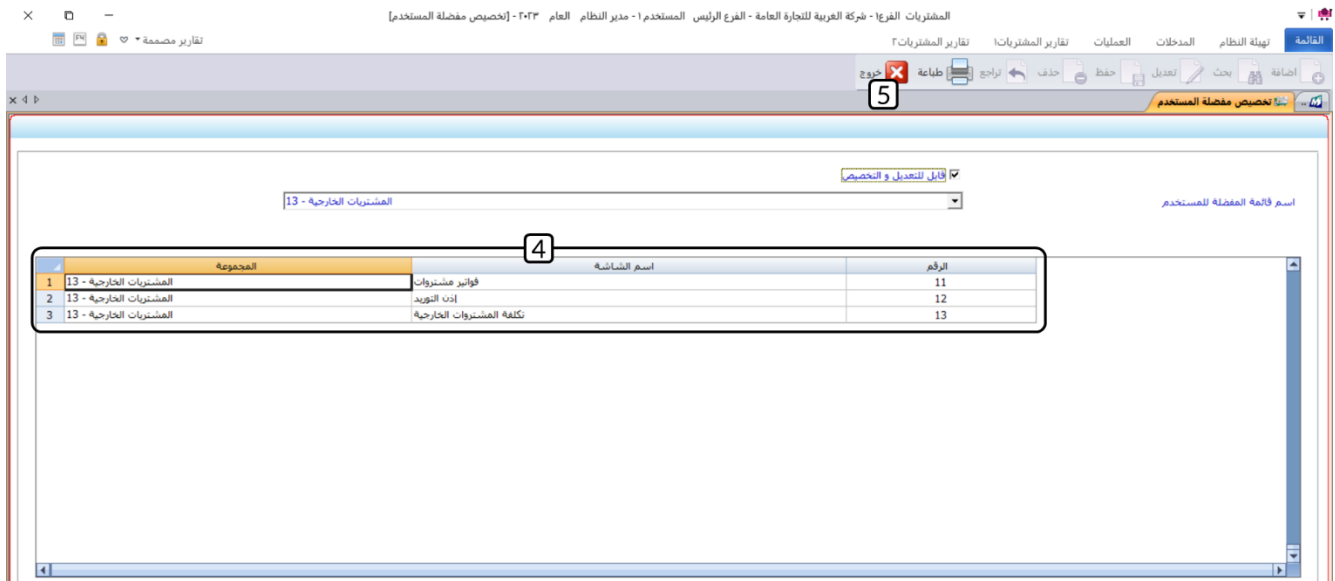 المشتريات الفرع١ - شركة العربية للتجارة العامة - الفرع الرئيس المستخدم ١ - مدير النظام العام ٢٠٢٣ - [تخصيص مفضلة المستخدم]
القائمة تهيئة النظام المدخلات العمليات تقارير المشتريات١ تقارير المشتريات٢ تقارير مصممة
اضافة بحث تعديل حفظ حذف تراجع طباعة خروج
5
تخصيص مفضلة المستخدم
قابل للتعديل و التخصيص
اسم قائمة المفضلة للمستخدم المشتريات الخارجية - 13
4
الرقم اسم الشاشة المجموعة
11 فواتير مشتروات المشتريات الخارجية - 13 1
12 إذن التوريد المشتريات الخارجية - 13 2
13 تكلفة المشتروات الخارجية المشتريات الخارجية - 13 3